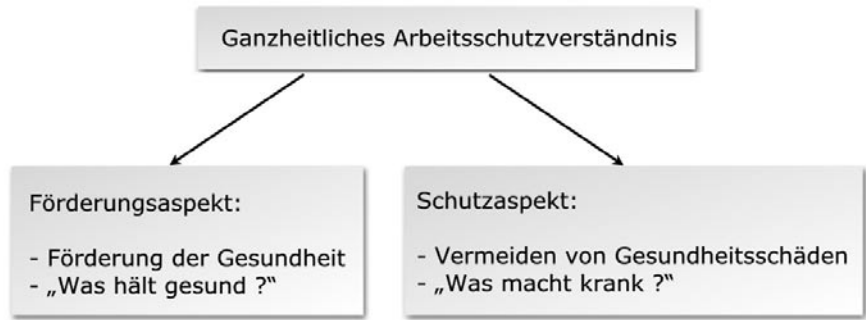 Ganzheitliches Arbeitsschutzverständnis
Förderungsaspekt:
- Förderung der Gesundheit
- „Was hält gesund ?“
Schutzaspekt:
- Vermeiden von Gesundheitsschäden
- „Was macht krank ?“